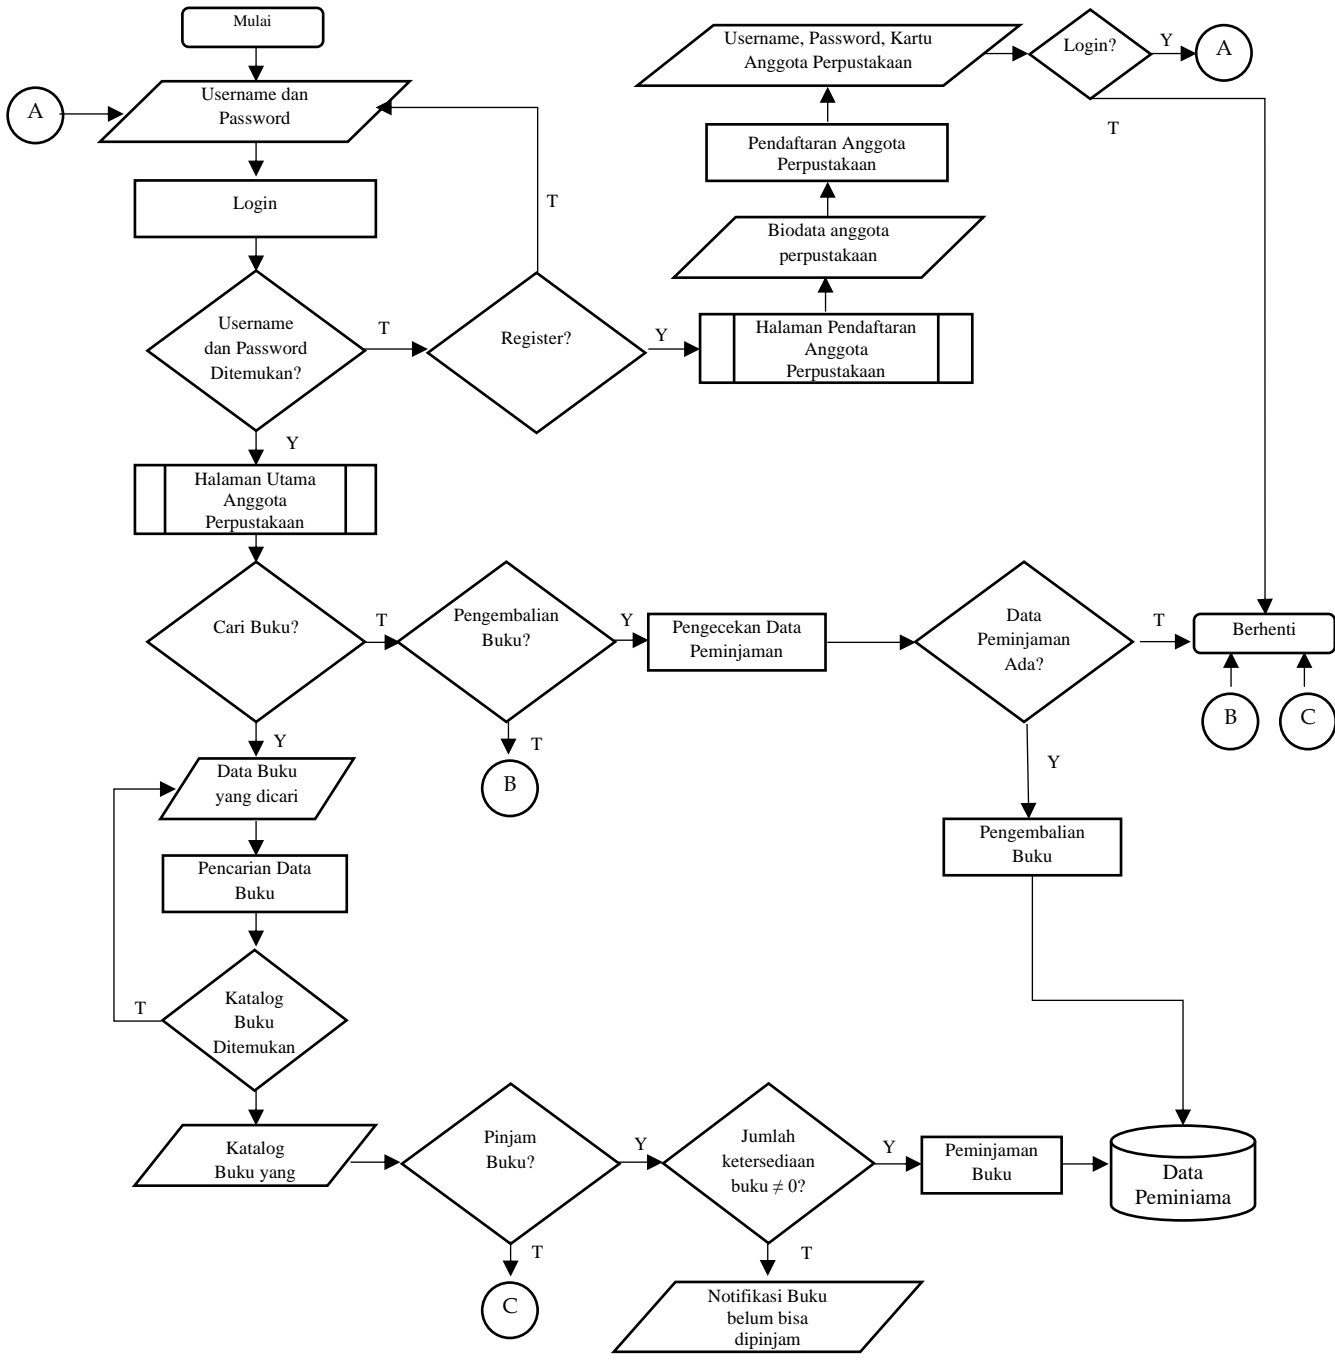 Mulai
Username dan
Password
A
Login
Username
dan Password
Ditemukan?
T
Register?
T
Y
Halaman Pendaftaran
Anggota
Perpustakaan
Biodata anggota
perpustakaan
Pendaftaran Anggota
Perpustakaan
Username, Password, Kartu
Anggota Perpustakaan
Login?
Y
A
T
Y
Halaman Utama
Anggota
Perpustakaan
Cari Buku?
T
Pengembalian
Buku?
Y
Pengecekan Data
Peminjaman
Data
Peminjaman
Ada?
T
Berhenti
B
C
T
B
Y
Pengembalian
Buku
Y
Data Buku
yang dicari
Pencarian Data
Buku
T
Katalog
Buku
Ditemukan
Katalog
Buku yang
Pinjam
Buku?
Y
Jumlah
ketersediaan
buku ≠ 0?
Y
Peminjaman
Buku
Data
Peminiama
T
C
T
Notifikasi Buku
belum bisa
dipinjam